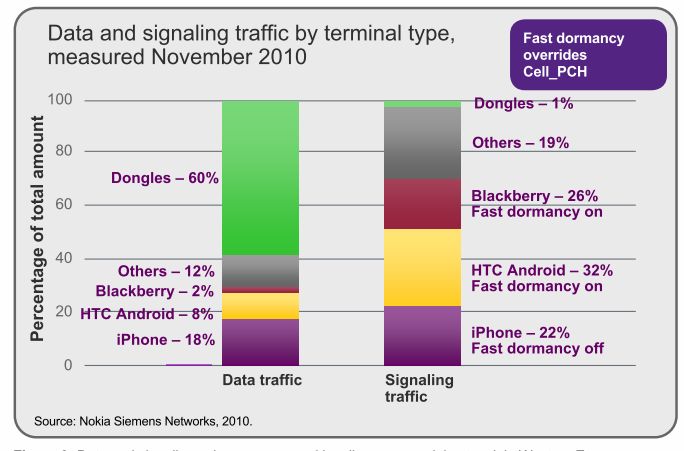 Data and signaling traffic by terminal type,
measured November 2010
Fast dormancy
overrides
Cell_PCH
Percentage of total amount
100
80
60
40
20
0
Dongles – 60%
Others – 12%
Blackberry – 2%
HTC Android – 8%
iPhone – 18%
Dongles – 1%
Others – 19%
Blackberry – 26%
Fast dormancy on
HTC Android – 32%
Fast dormancy on
iPhone – 22%
Fast dormancy off
Data traffic
Signaling
traffic
Source: Nokia Siemens Networks, 2010.